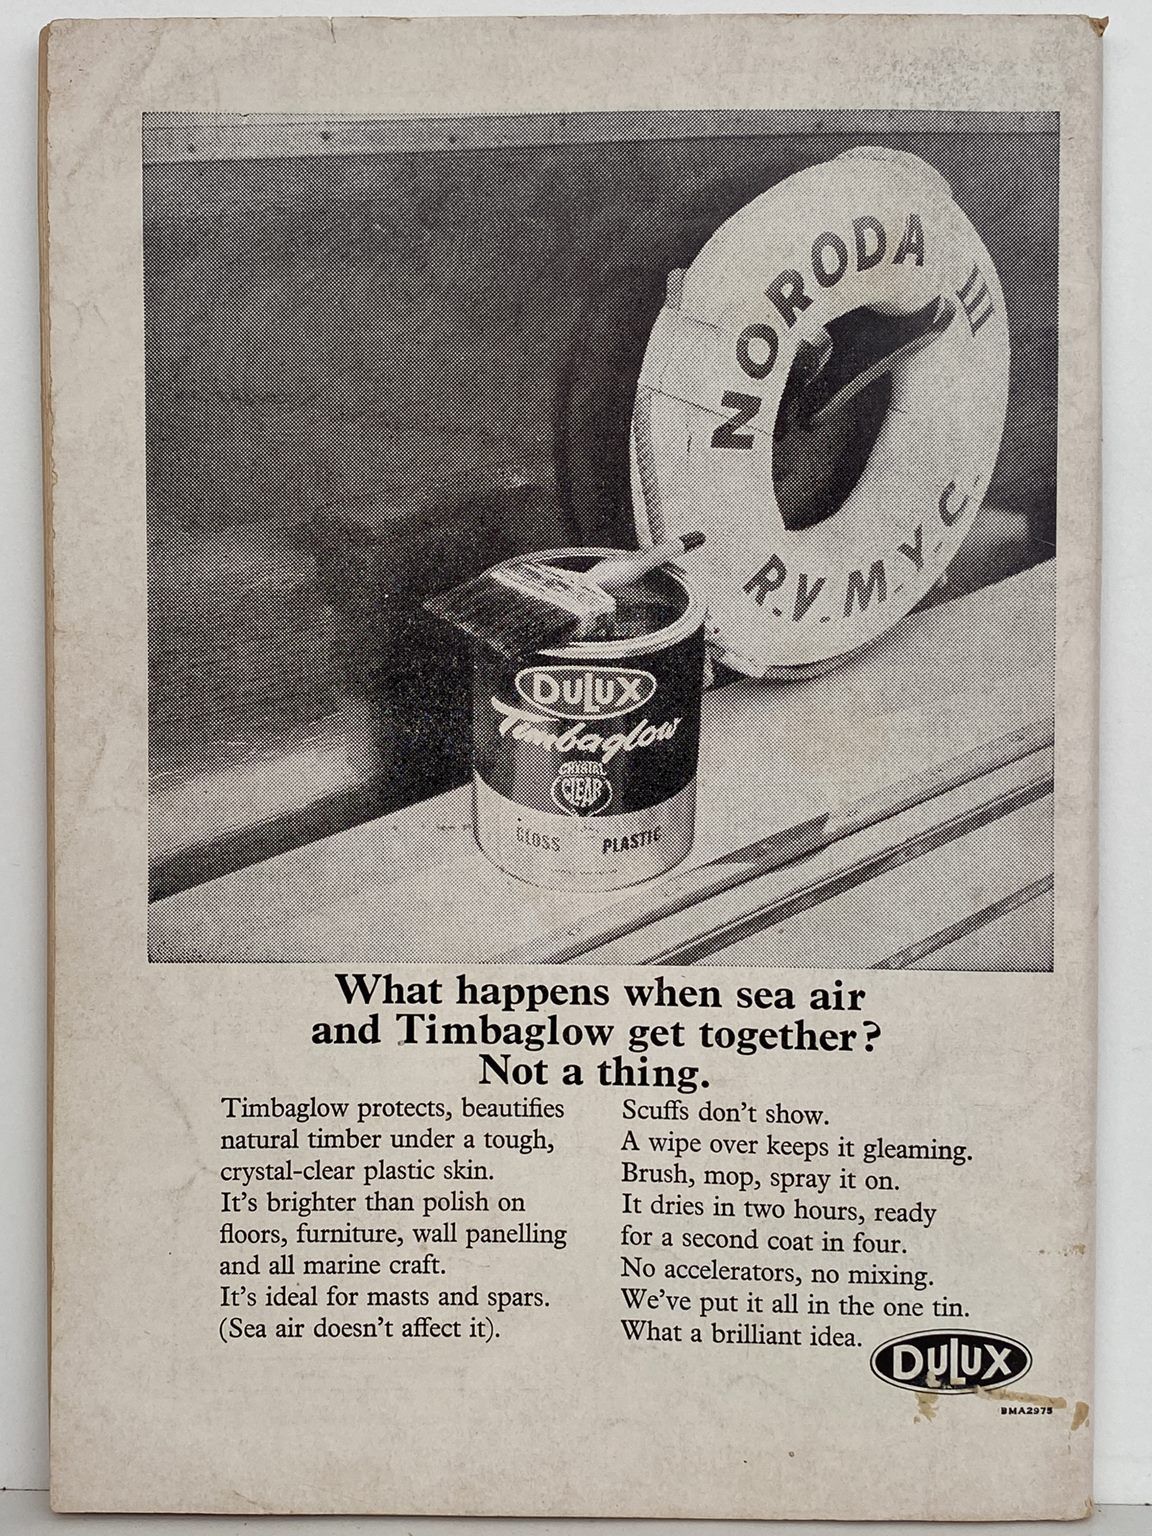 NORODA III
R.V.M.Y.C.
DULUX
Timbaglow
CRYSTAL
CLEAR
GLOSS PLASTIC
What happens when sea air
and Timbaglow get together?
Not a thing.
Timbaglow protects, beautifies
natural timber under a tough,
crystal-clear plastic skin.
It's brighter than polish on
floors, furniture, wall panelling
and all marine craft.
It's ideal for masts and spars.
(Sea air doesn't affect it).
Scuffs don't show.
A wipe over keeps it gleaming.
Brush, mop, spray it on.
It dries in two hours, ready
for a second coat in four.
No accelerators, no mixing.
We've put it all in the one tin.
What a brilliant idea.
DULUX
BMA2975